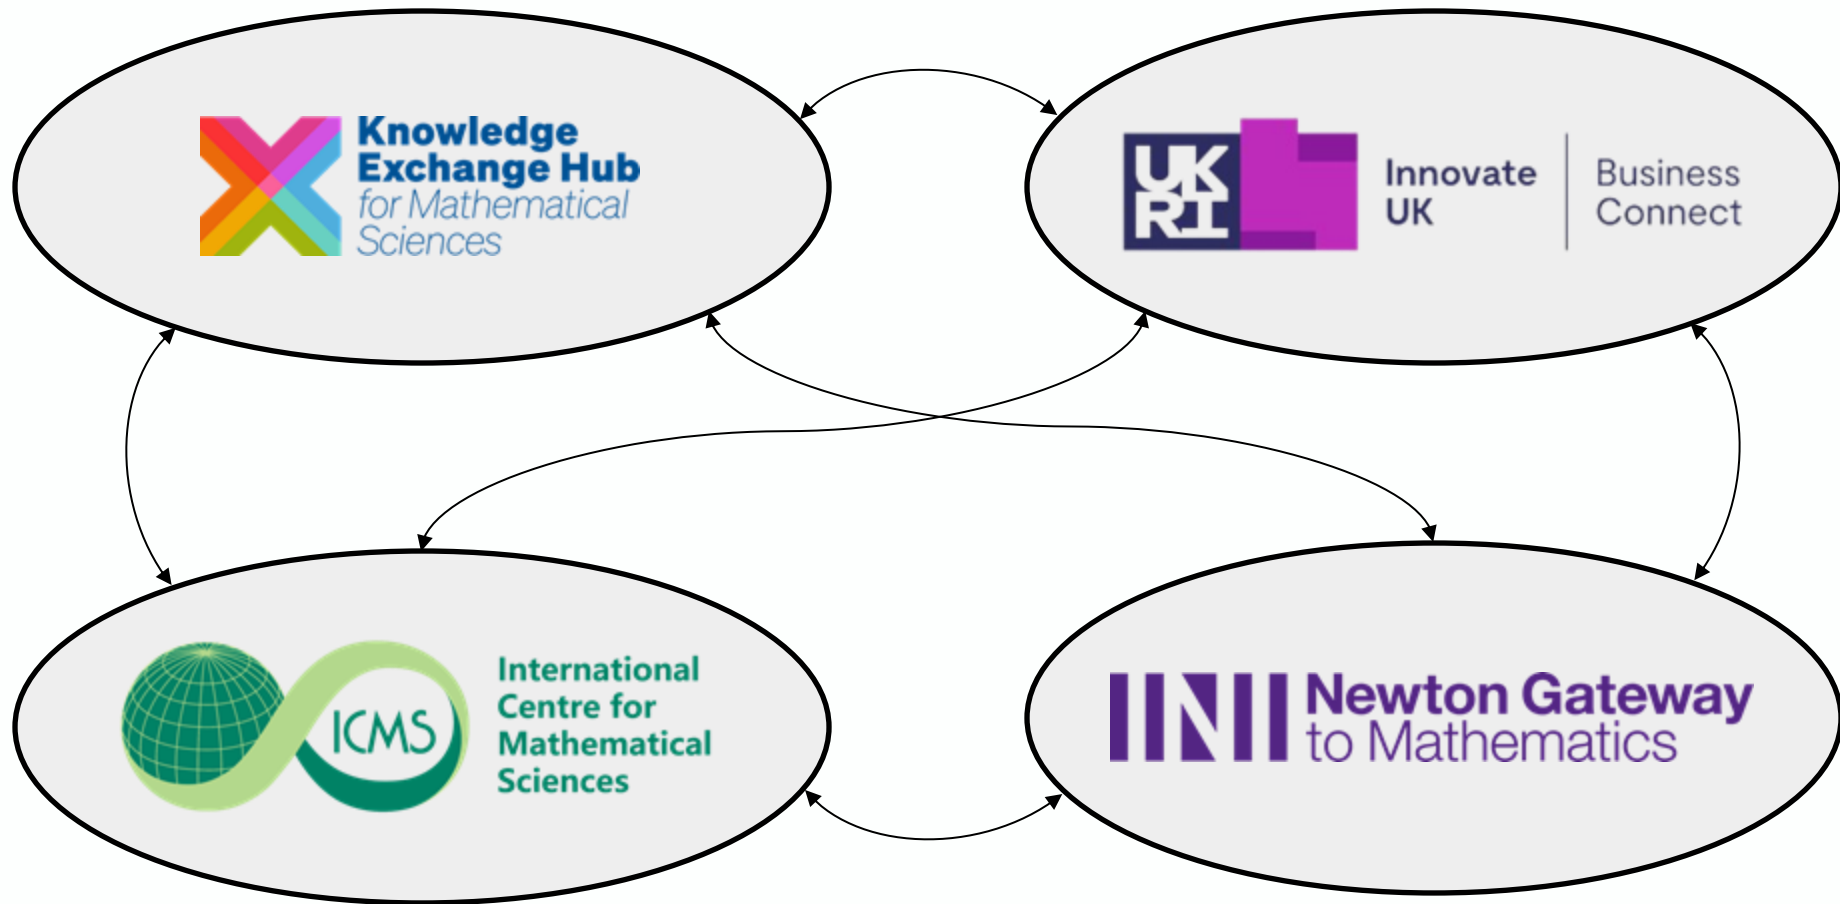 Knowledge
Exchange Hub
for Mathematical
Sciences
UK
RI
Innovate
UK
Business
Connect
ICMS
International
Centre for
Mathematical
Sciences
INI
Newton Gateway
to Mathematics